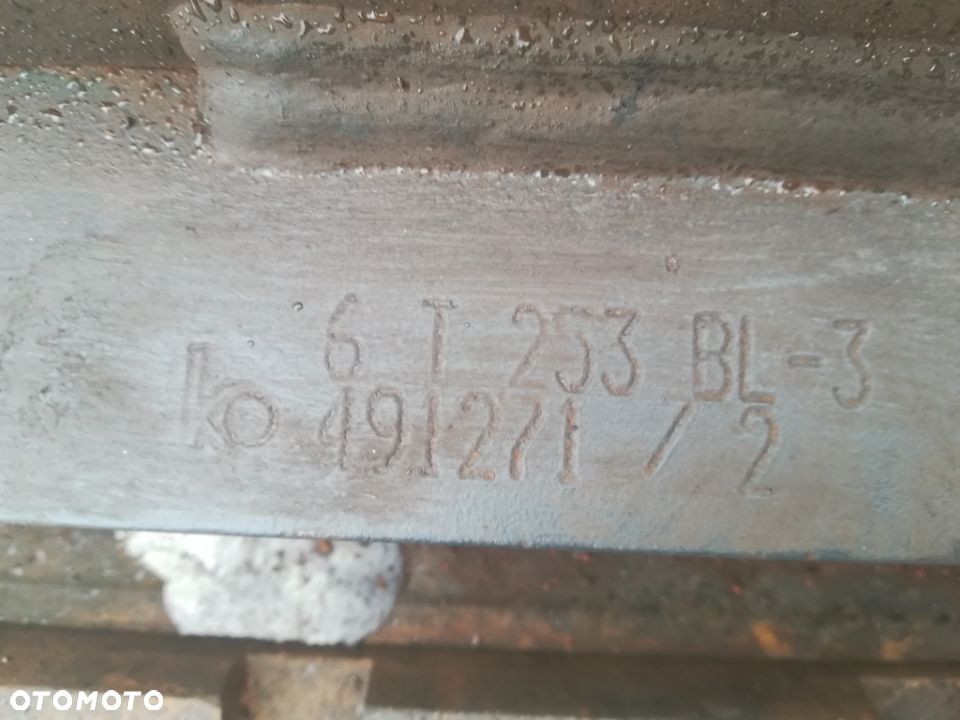 6 T 253 BL-3
491271 / 2
OTOMOTO